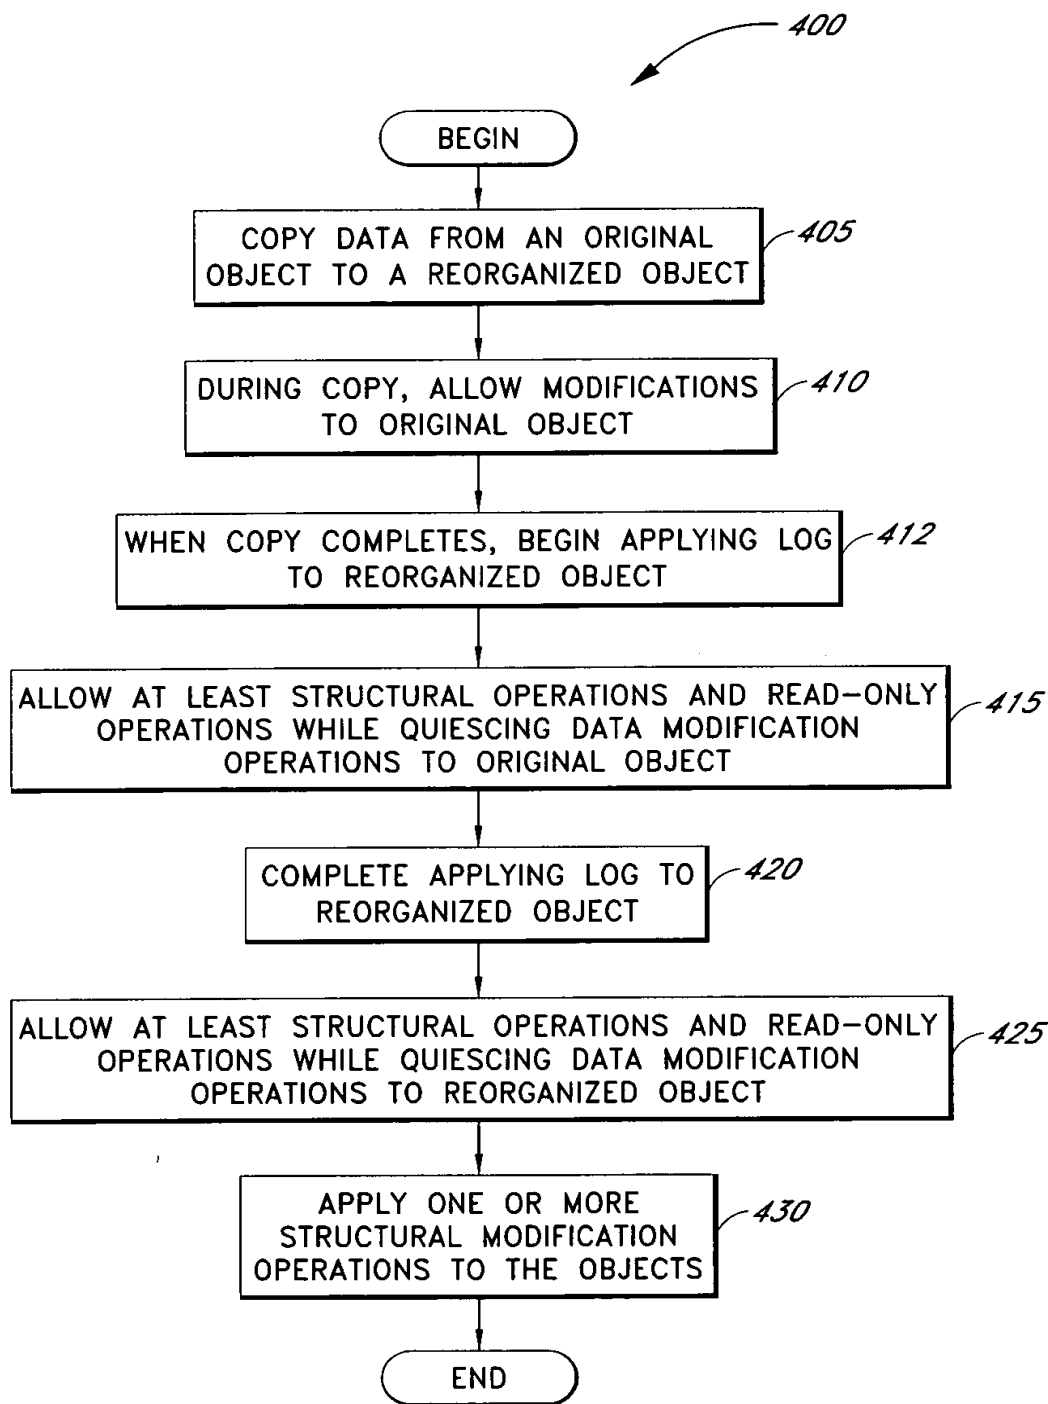 400
BEGIN
COPY DATA FROM AN ORIGINAL
OBJECT TO A REORGANIZED OBJECT
405
DURING COPY, ALLOW MODIFICATIONS
TO ORIGINAL OBJECT
410
WHEN COPY COMPLETES, BEGIN APPLYING LOG
TO REORGANIZED OBJECT
412
ALLOW AT LEAST STRUCTURAL OPERATIONS AND READ-ONLY
OPERATIONS WHILE QUIESCING DATA MODIFICATION
OPERATIONS TO ORIGINAL OBJECT
415
COMPLETE APPLYING LOG TO
REORGANIZED OBJECT
420
ALLOW AT LEAST STRUCTURAL OPERATIONS AND READ-ONLY
OPERATIONS WHILE QUIESCING DATA MODIFICATION
OPERATIONS TO REORGANIZED OBJECT
425
APPLY ONE OR MORE
STRUCTURAL MODIFICATION
OPERATIONS TO THE OBJECTS
430
END